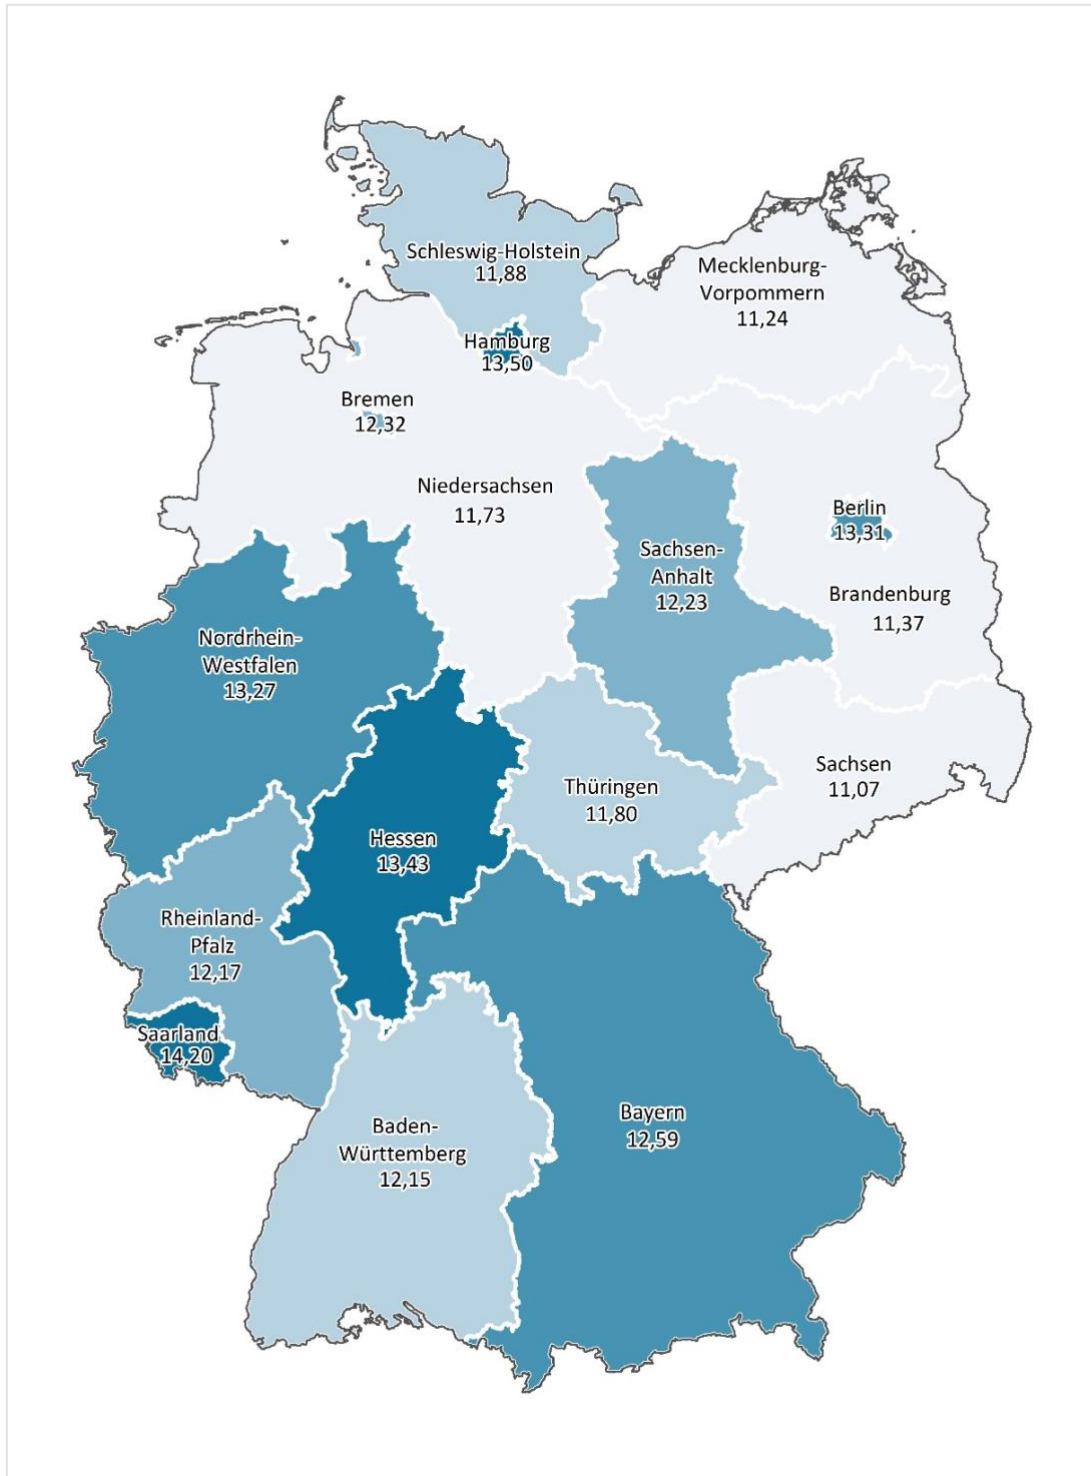 Schleswig-Holstein
11,88
Mecklenburg-
Vorpommern
11,24
Hamburg
13,50
Bremen
12,32
Niedersachsen
11,73
Berlin
13,31
Sachsen-
Anhalt
12,23
Brandenburg
11,37
Nordrhein-
Westfalen
13,27
Sachsen
11,07
Thüringen
11,80
Hessen
13,43
Rheinland-
Pfalz
12,17
Saarland
14,20
Bayern
12,59
Baden-
Württemberg
12,15